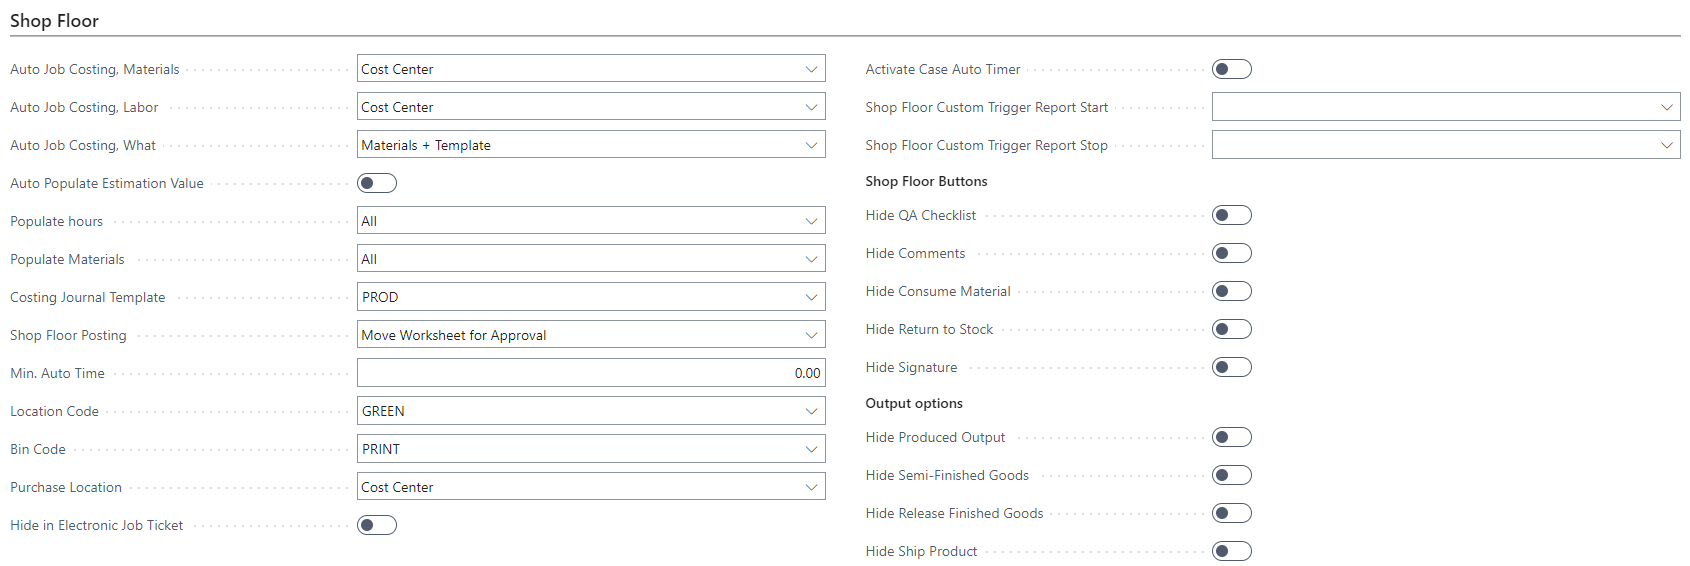 Shop Floor
Auto Job Costing, Materials
Cost Center
Auto Job Costing, Labor
Cost Center
Auto Job Costing, What
Materials + Template
Auto Populate Estimation Value
Populate hours
All
Populate Materials
All
Costing Journal Template
PROD
Shop Floor Posting
Move Worksheet for Approval
Min. Auto Time
0.00
Location Code
GREEN
Bin Code
PRINT
Purchase Location
Cost Center
Hide in Electronic Job Ticket
Activate Case Auto Timer
Shop Floor Custom Trigger Report Start
Shop Floor Custom Trigger Report Stop
Shop Floor Buttons
Hide QA Checklist
Hide Comments
Hide Consume Material
Hide Return to Stock
Hide Signature
Output options
Hide Produced Output
Hide Semi-Finished Goods
Hide Release Finished Goods
Hide Ship Product